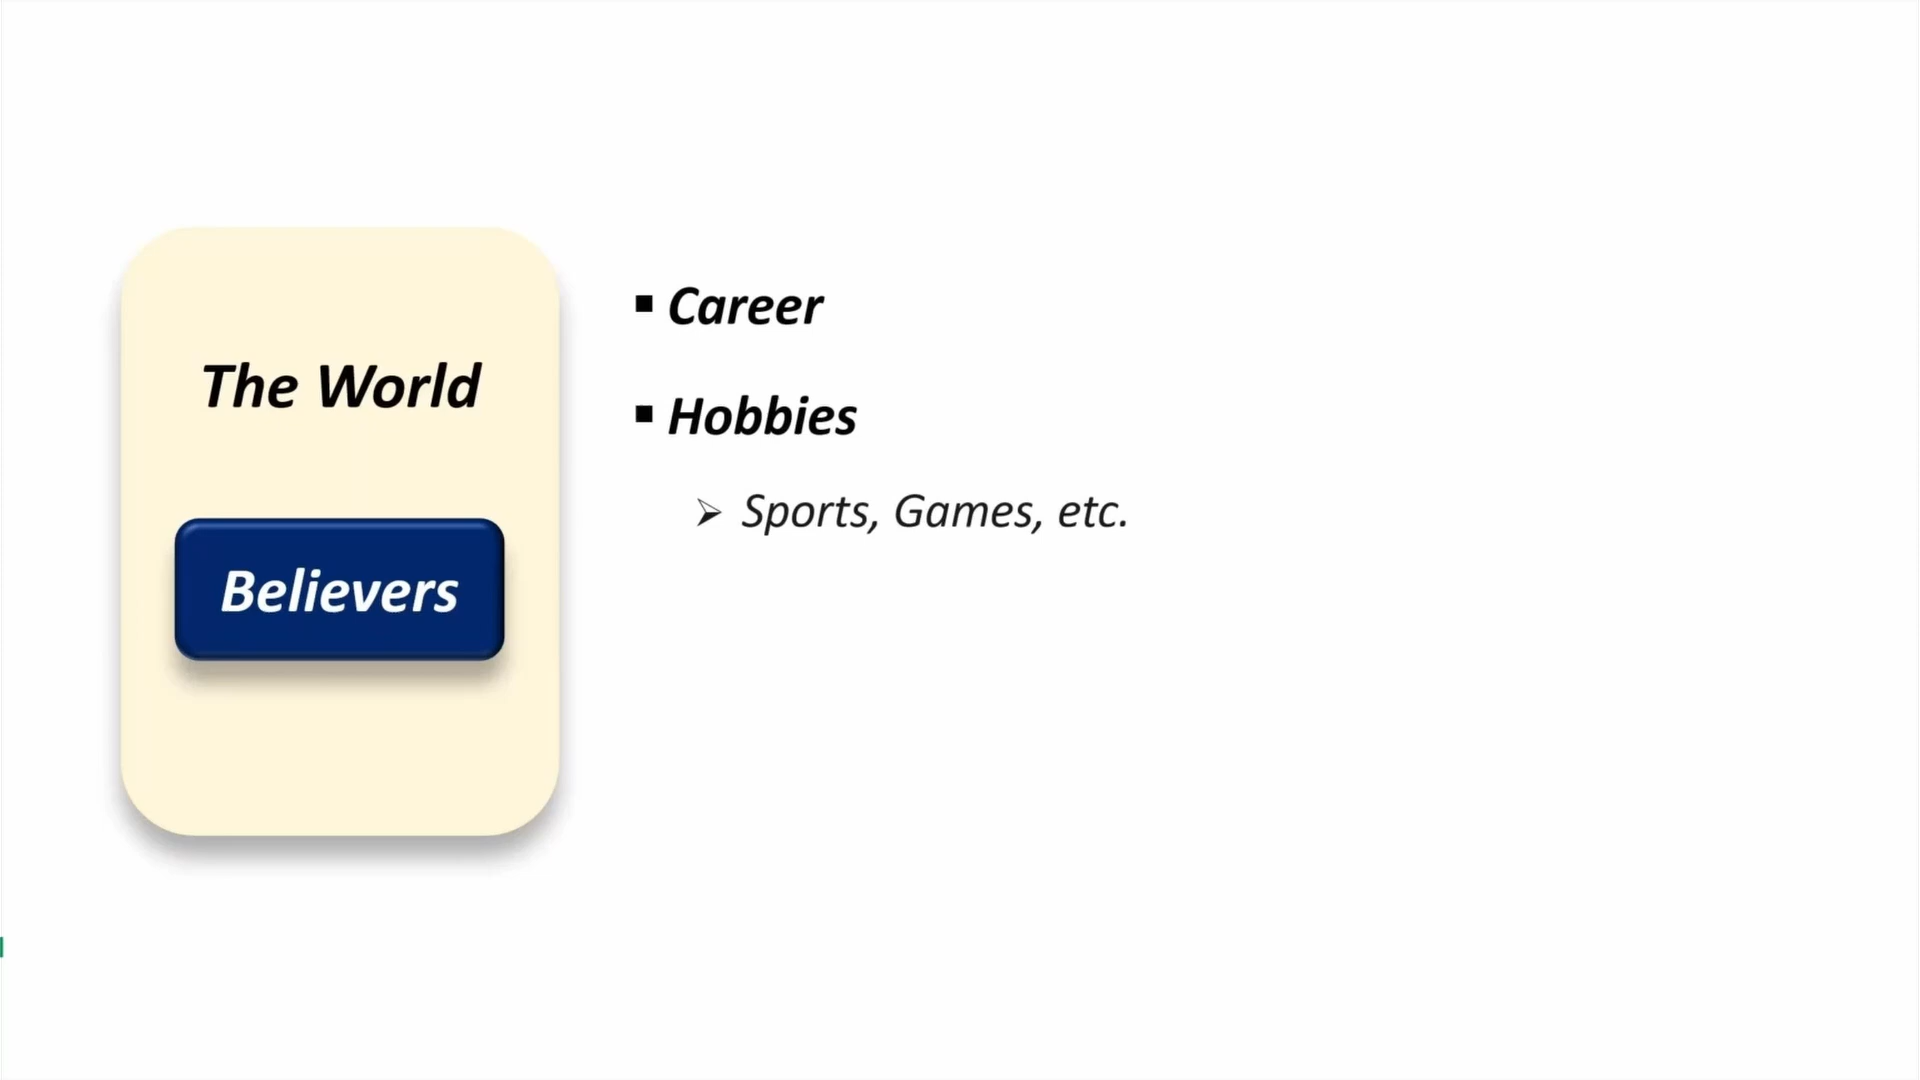 The World
Believers
Career
Hobbies
Sports, Games, etc.